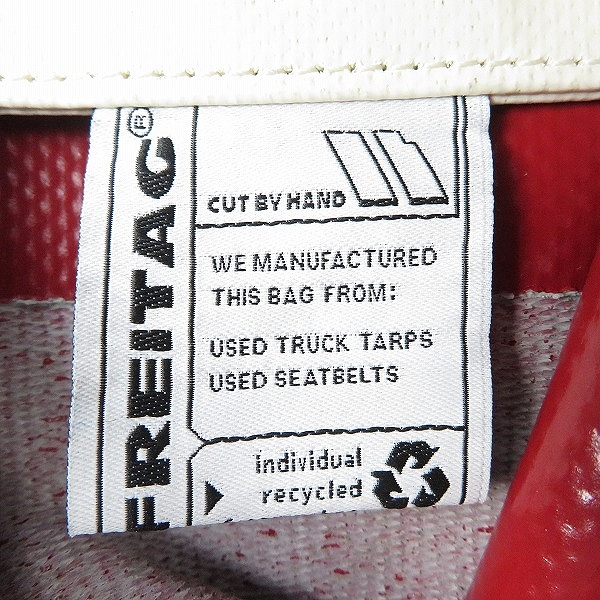 FREITAG®
CUT BY HAND
WE MANUFACTURED
THIS BAG FROM:
USED TRUCK TARPS
USED SEATBELTS
individual
recycled